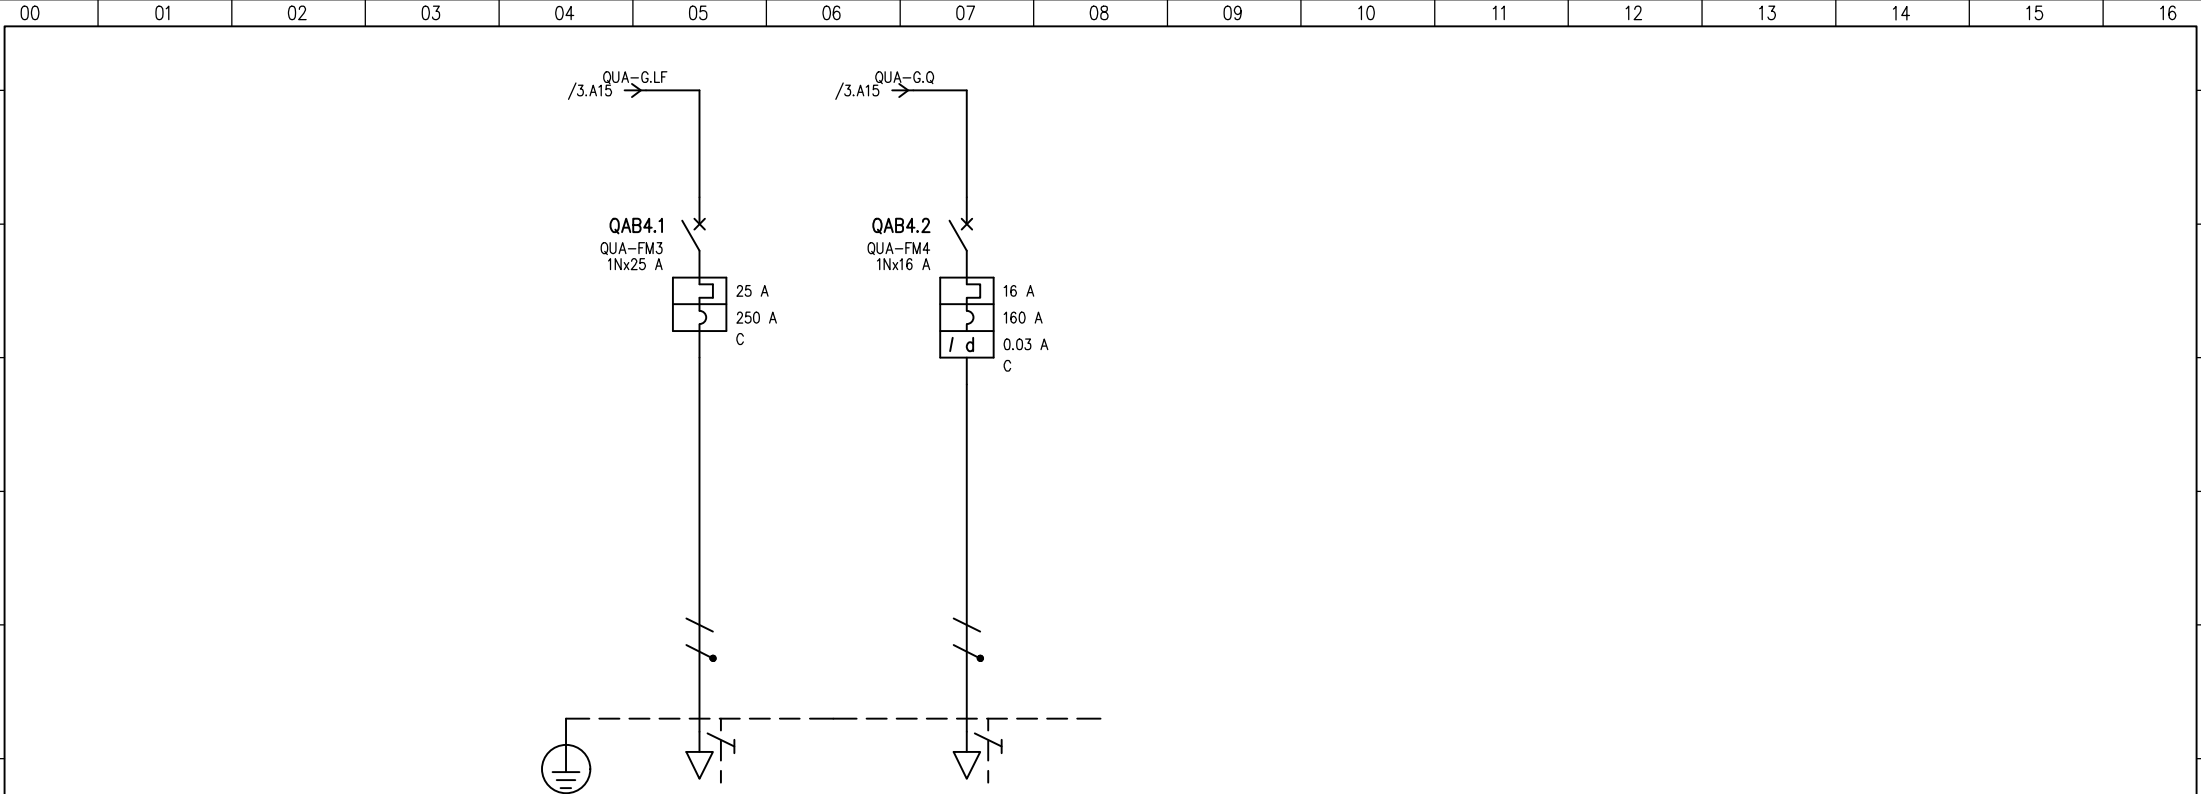 00 01 02 03 04 05 06 07 08 09 10 11 12 13 14 15 16
QUA-G.LF
/3.A15
QUA-G.Q
/3.A15
QAB4.1
QUA-FM3
1Nx25 A
25 A
250 A
C
QAB4.2
QUA-FM4
1Nx16 A
16 A
160 A
I d
0.03 A
C